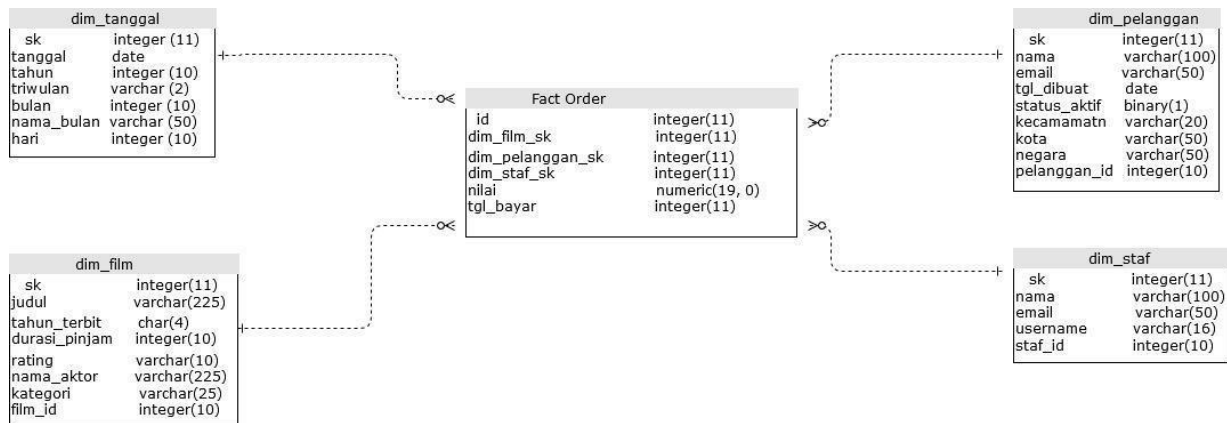 dim_tanggal
sk integer (11)
tanggal date
tahun integer (10)
triwulan varchar (2)
bulan integer (10)
nama_bulan varchar (50)
hari integer (10)
dim_pelanggan
sk integer(11)
nama varchar(100)
email varchar(50)
tgl_dibuat date
status_aktif binary(1)
kecamamatn varchar(20)
kota varchar(50)
negara varchar(50)
pelanggan_id integer(10)
Fact Order
id integer(11)
dim_film_sk integer(11)
dim_pelanggan_sk integer(11)
dim_staf_sk integer(11)
nilai numeric(19, 0)
tgl_bayar integer(11)
dim_film
sk integer(11)
judul varchar(225)
tahun_terbit char(4)
durasi_pinjam integer(10)
rating varchar(10)
nama_aktor varchar(225)
kategori varchar(25)
film_id integer(10)
dim_staf
sk integer(11)
nama varchar(100)
email varchar(50)
username varchar(16)
staf_id integer(10)